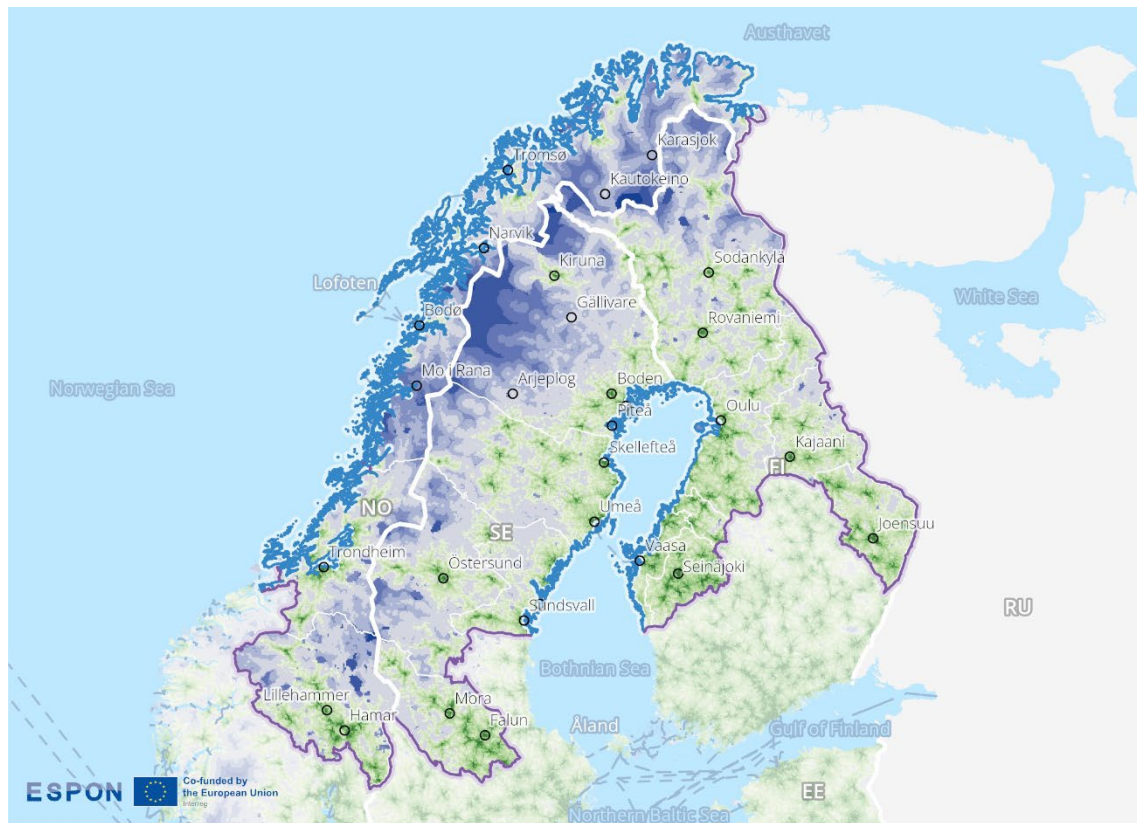 Austhavet
Karasjok
Tromsø
Kautokeino
Narvik
Kiruna
Sodankylä
Lofoten
White Sea
Gällivare
Bodø
Rovaniemi
Norwegian Sea
Mo i Rana
Arjeplog
Boden
Piteå
Oulu
Skellefteå
Kajaani
FI
NO
Umeå
SE
Joensuu
Trondheim
Vaasa
Östersund
Seinäjoki
RU
Sundsvall
Bothnian Sea
Lillehammer
Mora
Hamar
Falun
Åland
Gulf of Finland
ESPON
Co-funded by
the European Union
Interreg
EE
Northern Baltic Sea